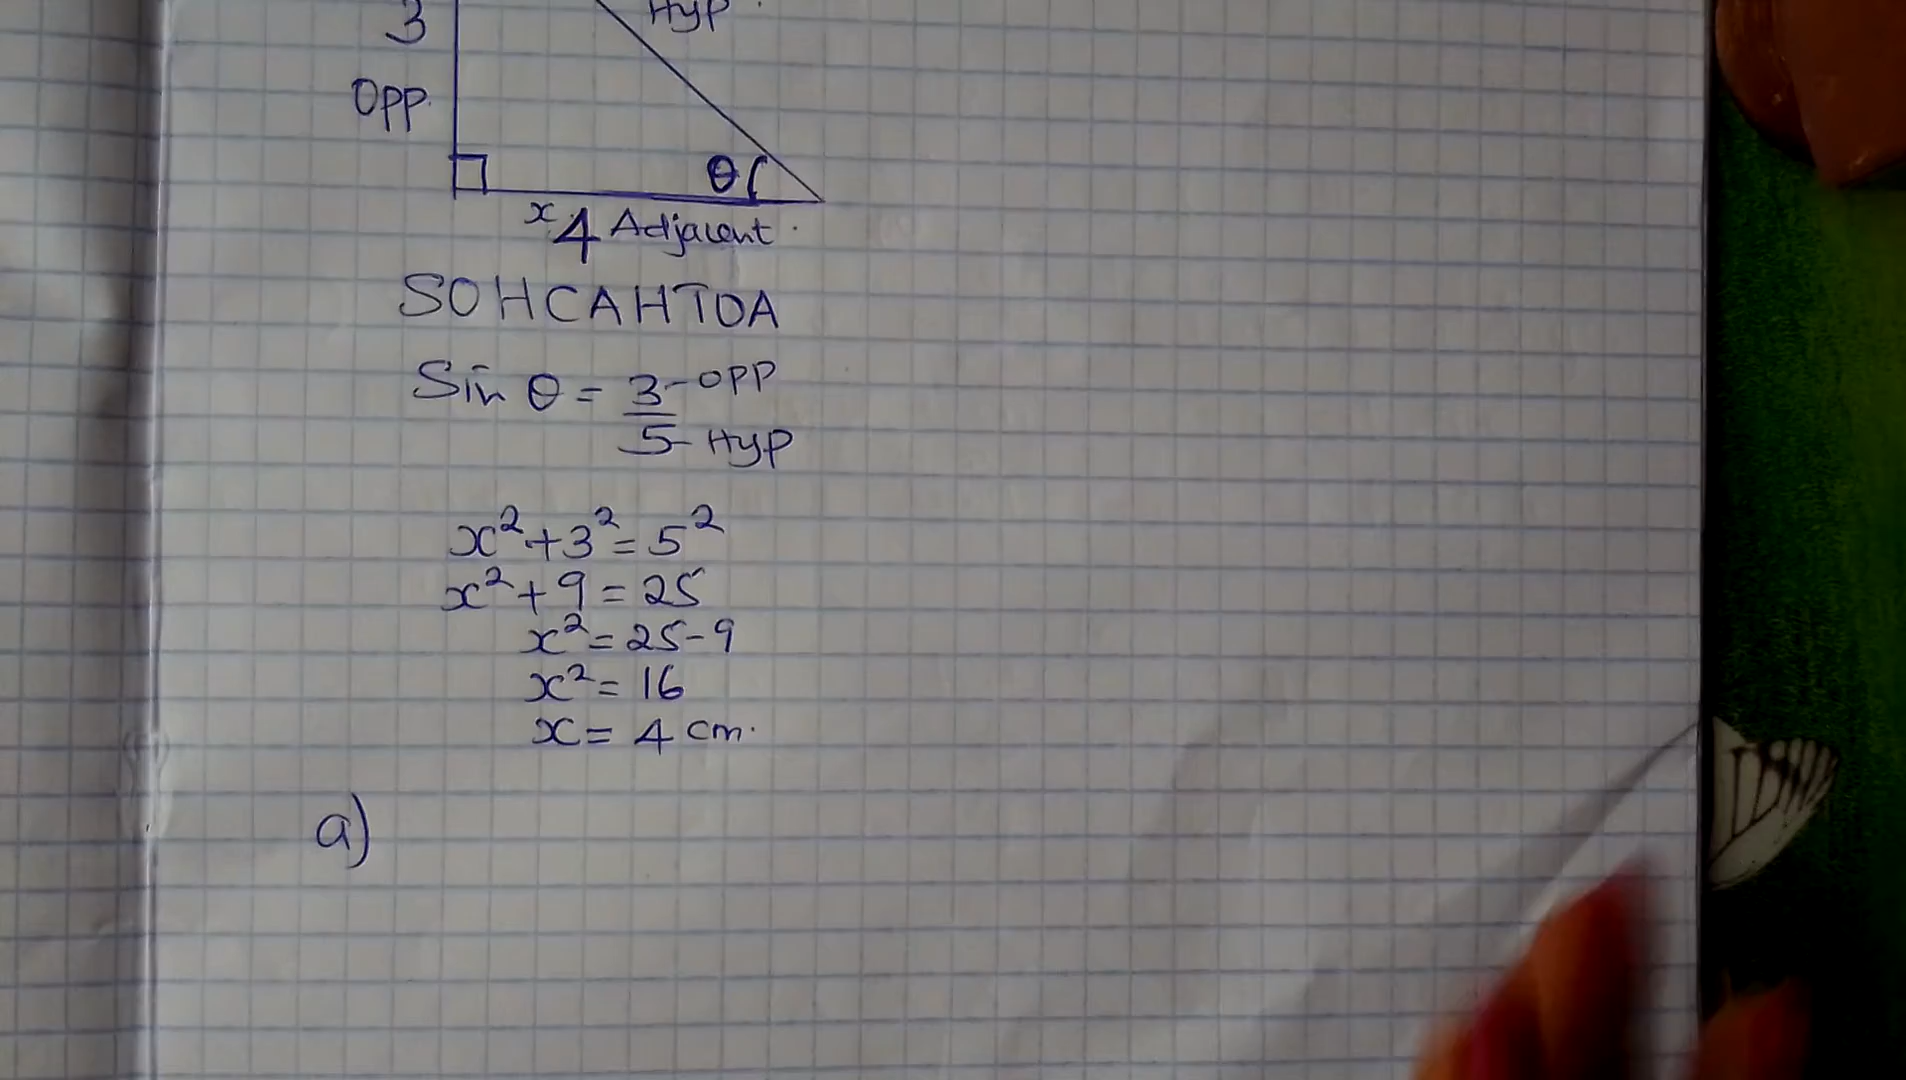 3
Hyp.
Opp.
θ
x 4 Adjacent.
SOHCAHTOA
Sin θ = 3/5 - opp - Hyp
x² + 3² = 5²
x² + 9 = 25
x² = 25 - 9
x² = 16
x = 4 cm.
a)